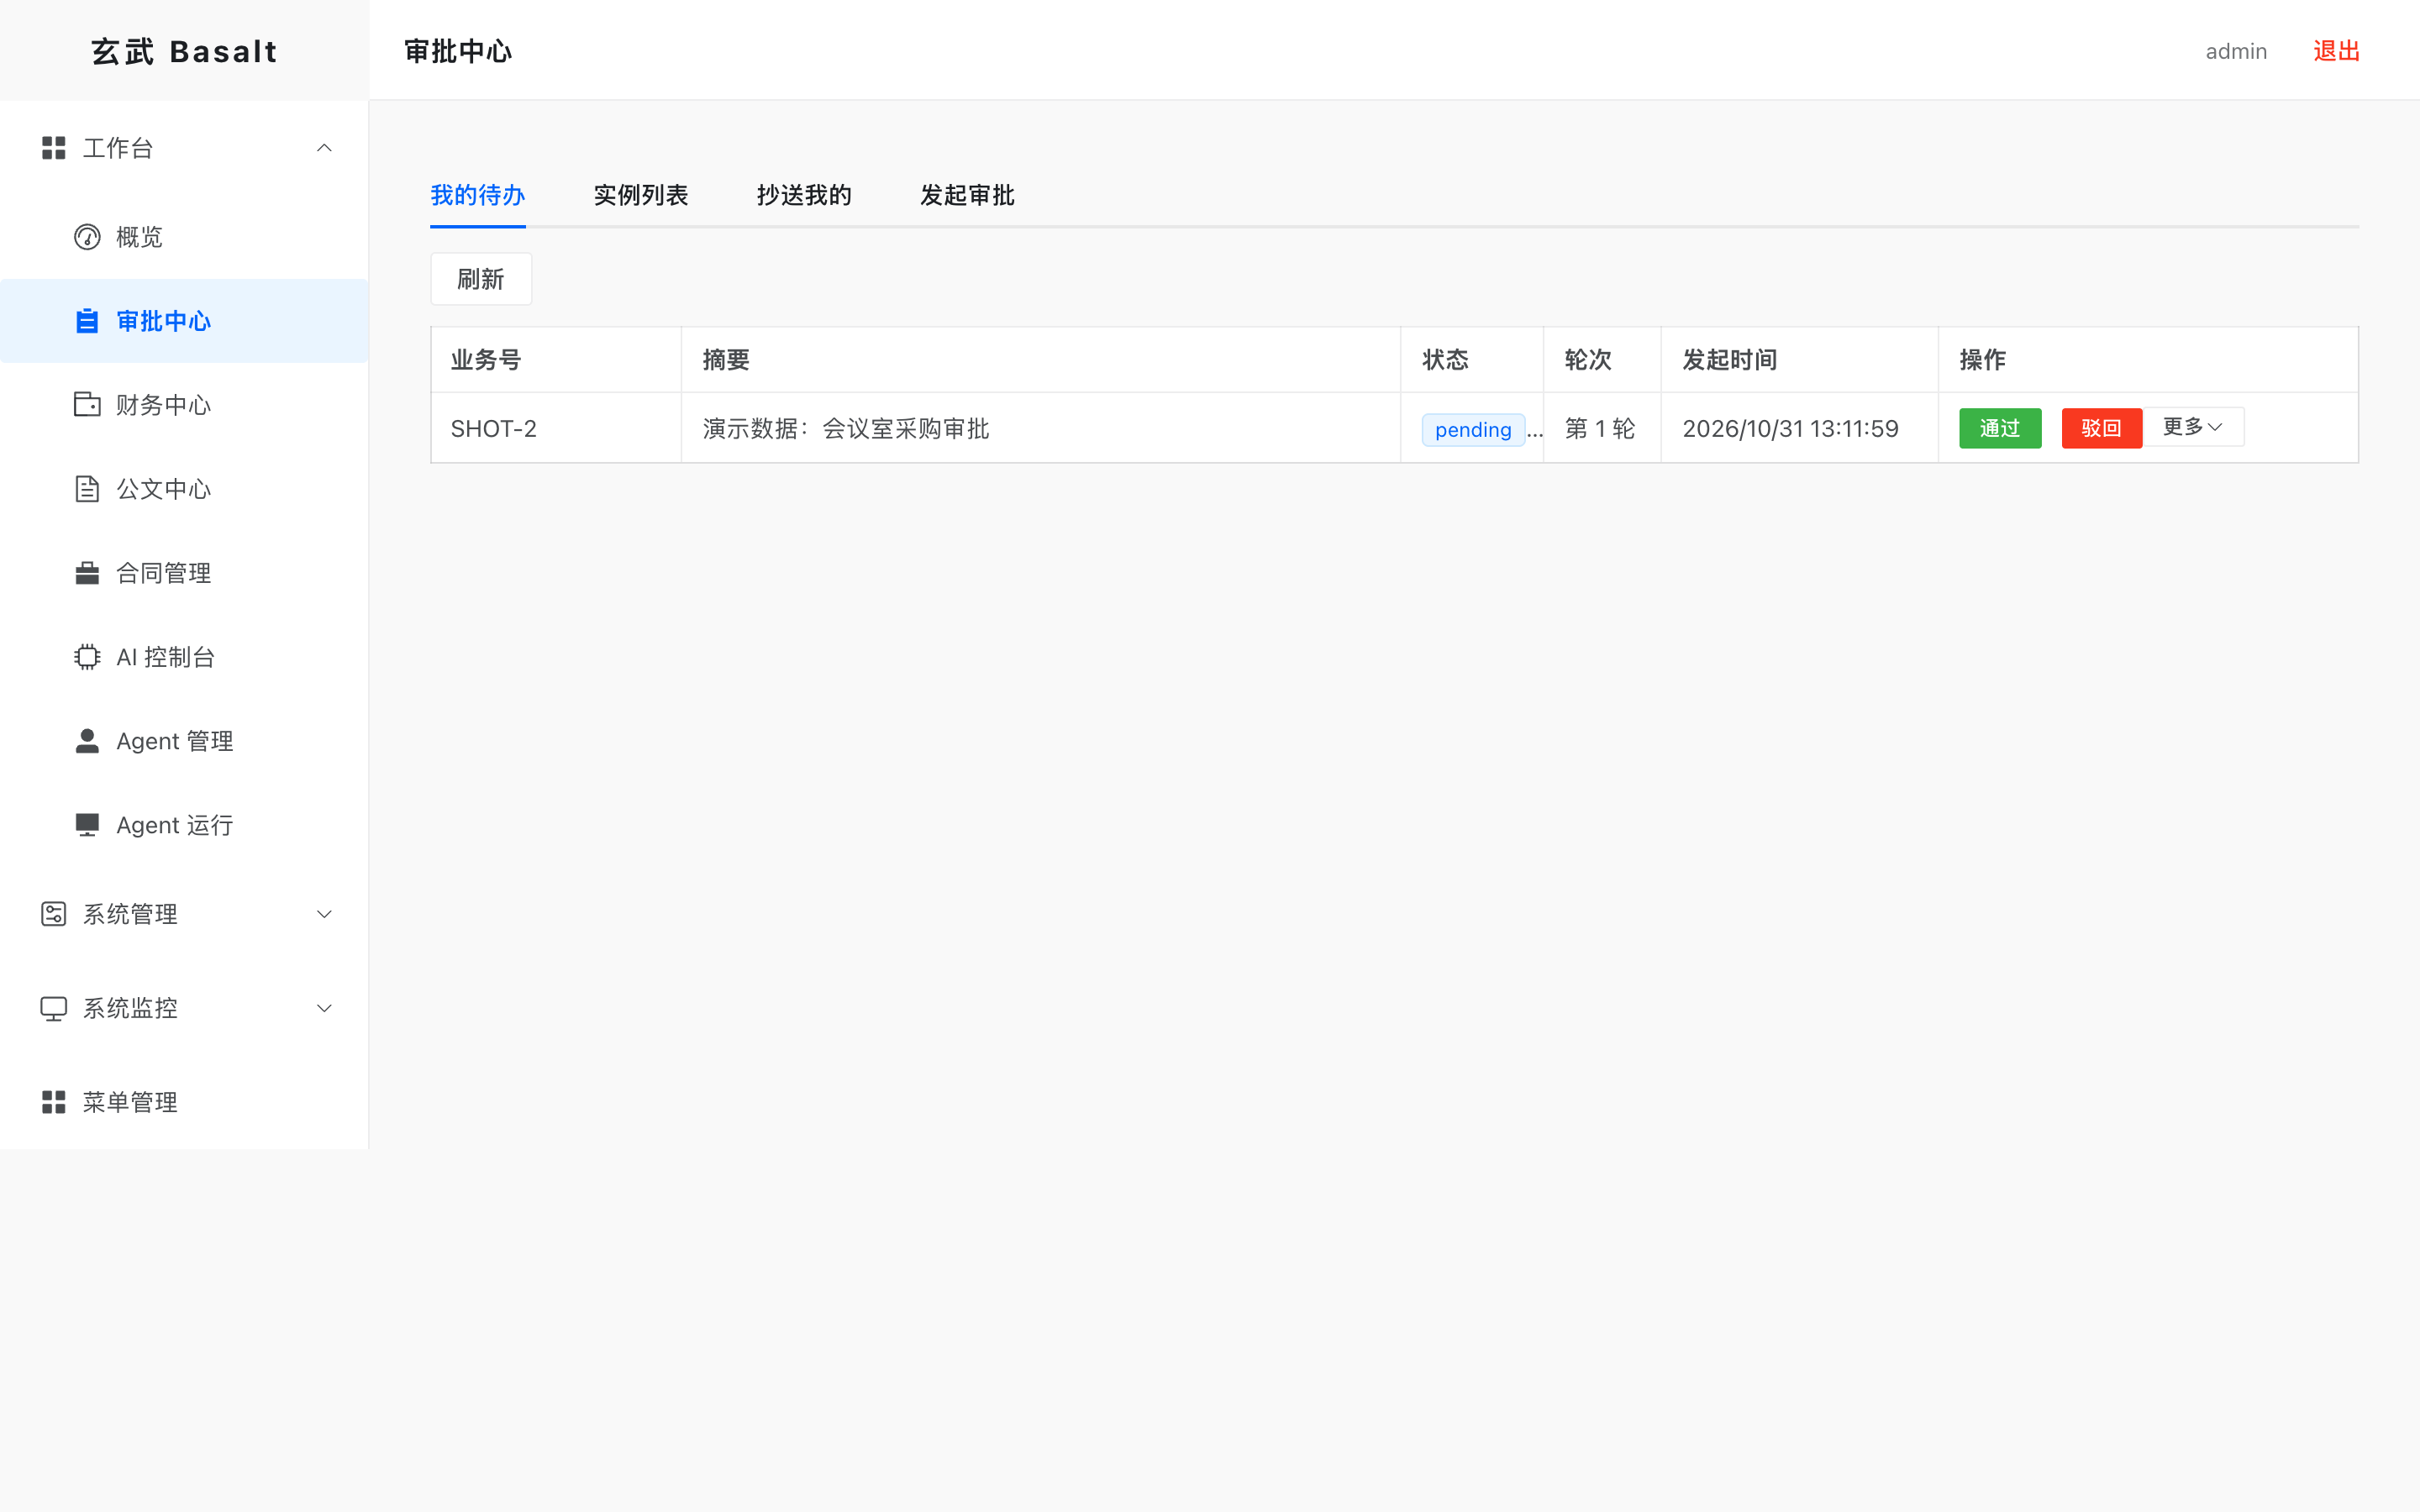 玄武 Basalt
审批中心
admin
退出
工作台
概览
审批中心
财务中心
公文中心
合同管理
AI 控制台
Agent 管理
Agent 运行
系统管理
系统监控
菜单管理
我的待办 实例列表 抄送我的 发起审批
刷新
业务号 摘要 状态 轮次 发起时间 操作
SHOT-2 演示数据：会议室采购审批 pending ... 第 1 轮 2026/10/31 13:11:59 通过 驳回 更多